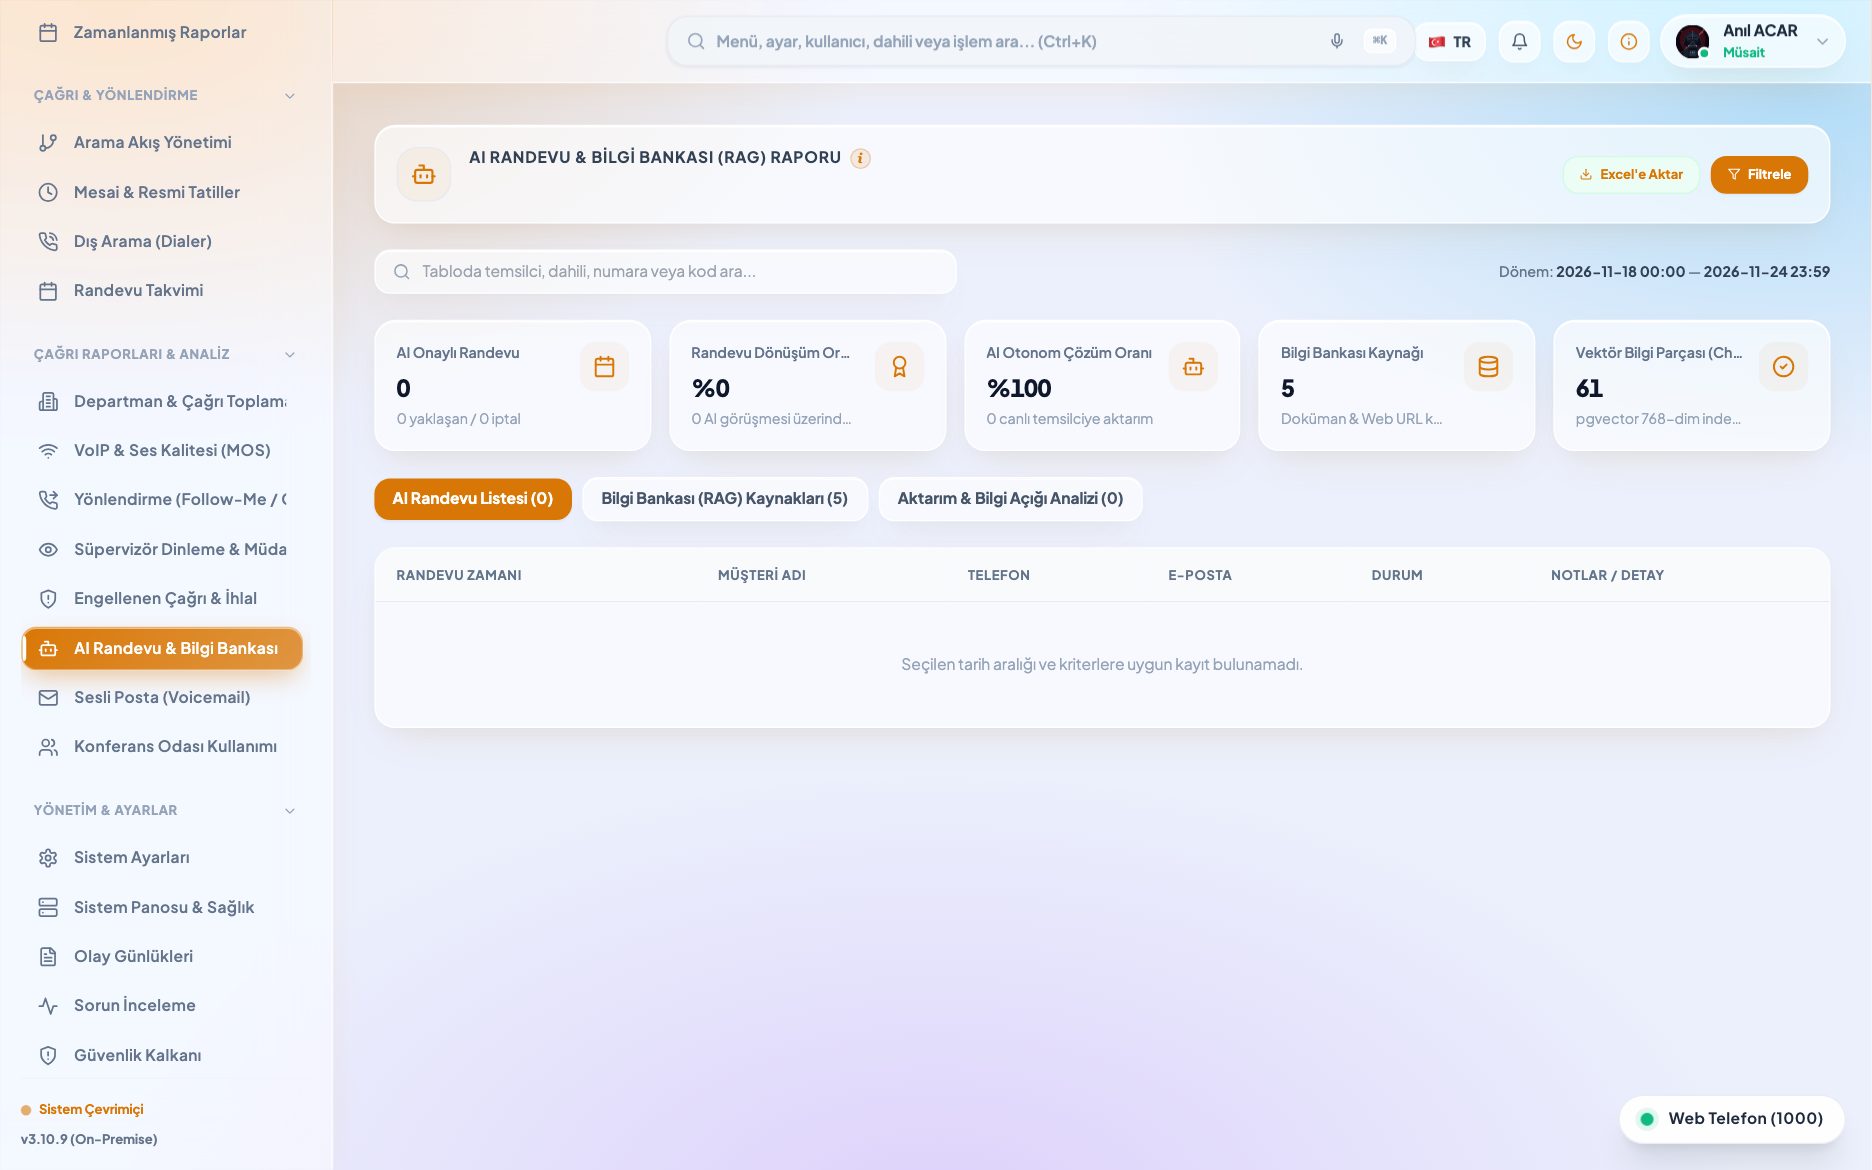 Zamanlanmış Raporlar
ÇAĞRI & YÖNLENDİRME
Arama Akış Yönetimi
Mesai & Resmi Tatiller
Dış Arama (Dialer)
Randevu Takvimi
ÇAĞRI RAPORLARI & ANALİZ
Departman & Çağrı Toplama
VoIP & Ses Kalitesi (MOS)
Yönlendirme (Follow-Me / C
Süpervizör Dinleme & Müda
Engellenen Çağrı & İhlal
AI Randevu & Bilgi Bankası
Sesli Posta (Voicemail)
Konferans Odası Kullanımı
YÖNETİM & AYARLAR
Sistem Ayarları
Sistem Panosu & Sağlık
Olay Günlükleri
Sorun İnceleme
Güvenlik Kalkanı
Sistem Çevrimiçi
v3.10.9 (On-Premise)
Menü, ayar, kullanıcı, dahili veya işlem ara... (Ctrl+K)
⌘K
TR
Anıl ACAR
Müsait
AI RANDEVU & BİLGİ BANKASI (RAG) RAPORU
Excel'e Aktar
Filtrele
Tabloda temsilci, dahili, numara veya kod ara...
Dönem: 2026-11-18 00:00 — 2026-11-24 23:59
AI Onaylı Randevu
0
0 yaklaşan / 0 iptal
Randevu Dönüşüm Or...
%0
0 AI görüşmesi üzerind...
AI Otonom Çözüm Oranı
%100
0 canlı temsilciye aktarım
Bilgi Bankası Kaynağı
5
Doküman & Web URL k...
Vektör Bilgi Parçası (Ch...
61
pgvector 768-dim inde...
AI Randevu Listesi (0)
Bilgi Bankası (RAG) Kaynakları (5)
Aktarım & Bilgi Açığı Analizi (0)
RANDEVU ZAMANI
MÜŞTERİ ADI
TELEFON
E-POSTA
DURUM
NOTLAR / DETAY
Seçilen tarih aralığı ve kriterlere uygun kayıt bulunamadı.
Web Telefon (1000)